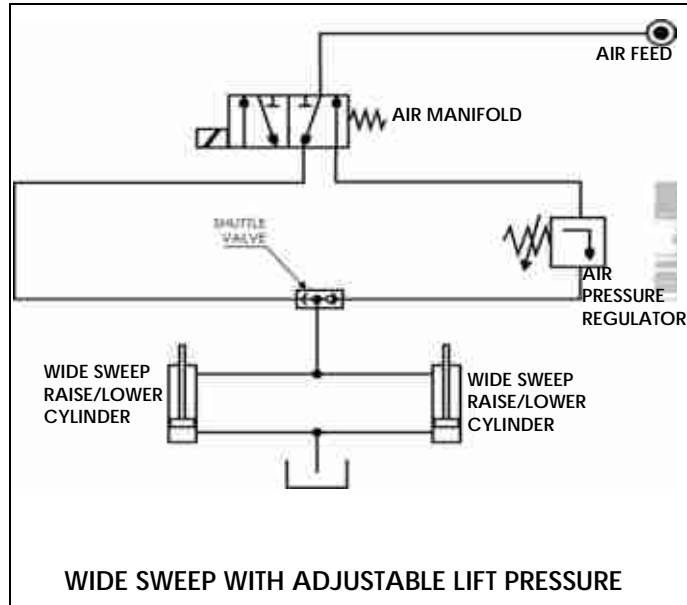 AIR FEED
AIR MANIFOLD
SHUTTLE
VALVE
AIR
PRESSURE
REGULATOR
WIDE SWEEP
RAISE/LOWER
CYLINDER
WIDE SWEEP
RAISE/LOWER
CYLINDER
WIDE SWEEP WITH ADJUSTABLE LIFT PRESSURE